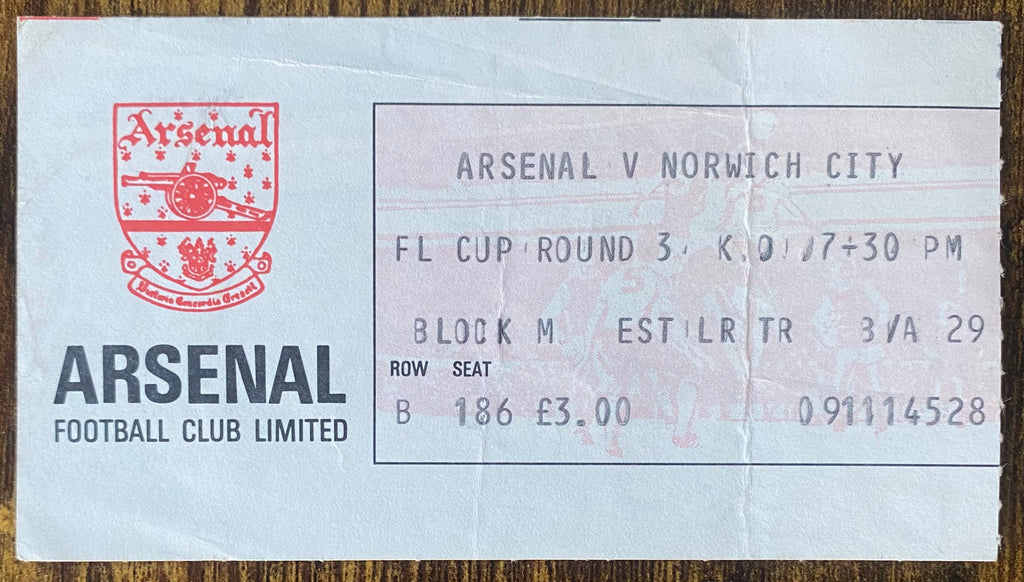 Arsenal
Victoria Concordia Crescit
ARSENAL
FOOTBALL CLUB LIMITED
ARSENAL V NORWICH CITY
FL CUP ROUND 3 K.O 7-30 PM
BLOCK M EST LR TR B/A 29
ROW SEAT
B 186 £3.00 091114528